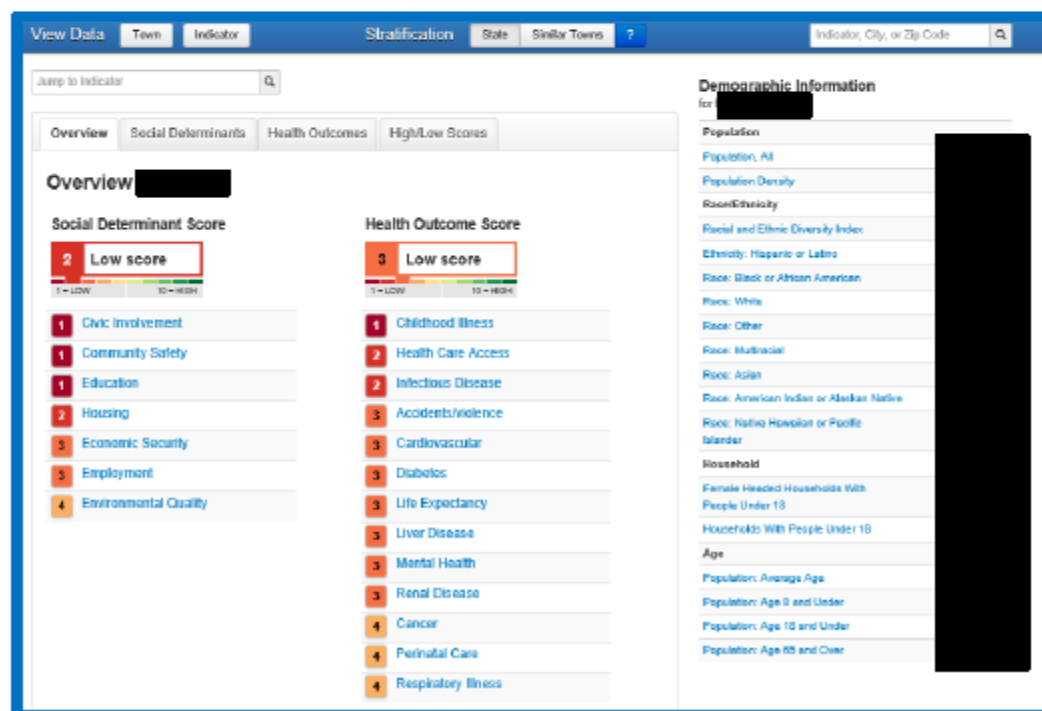 View Data Town Indicator Stratification State Similar Towns ? Indicator, City, or Zip Code
Jump to Indicator
Overview Social Determinants Health Outcomes High/Low Scores
Overview
Social Determinant Score
2 Low score
1 – LOW 10 – HIGH
1 Civic Involvement
1 Community Safety
1 Education
2 Housing
3 Economic Security
3 Employment
4 Environmental Quality
Health Outcome Score
3 Low score
1 – LOW 10 – HIGH
1 Childhood Illness
2 Health Care Access
2 Infectious Disease
3 Accidents/violence
3 Cardiovascular
3 Diabetes
3 Life Expectancy
3 Liver Disease
3 Mental Health
3 Renal Disease
4 Cancer
4 Perinatal Care
4 Respiratory Illness
Demographic Information
for
Population
Population, All
Population Density
Race/Ethnicity
Racial and Ethnic Diversity Index
Ethnicity: Hispanic or Latino
Race: Black or African American
Race: White
Race: Other
Race: Multiracial
Race: Asian
Race: American Indian or Alaskan Native
Race: Native Hawaiian or Pacific
Islander
Household
Female Headed Households With
People Under 18
Households With People Under 18
Age
Population: Average Age
Population: Age and Under
Population: Age 18 and Under
Population: Age 65 and Over